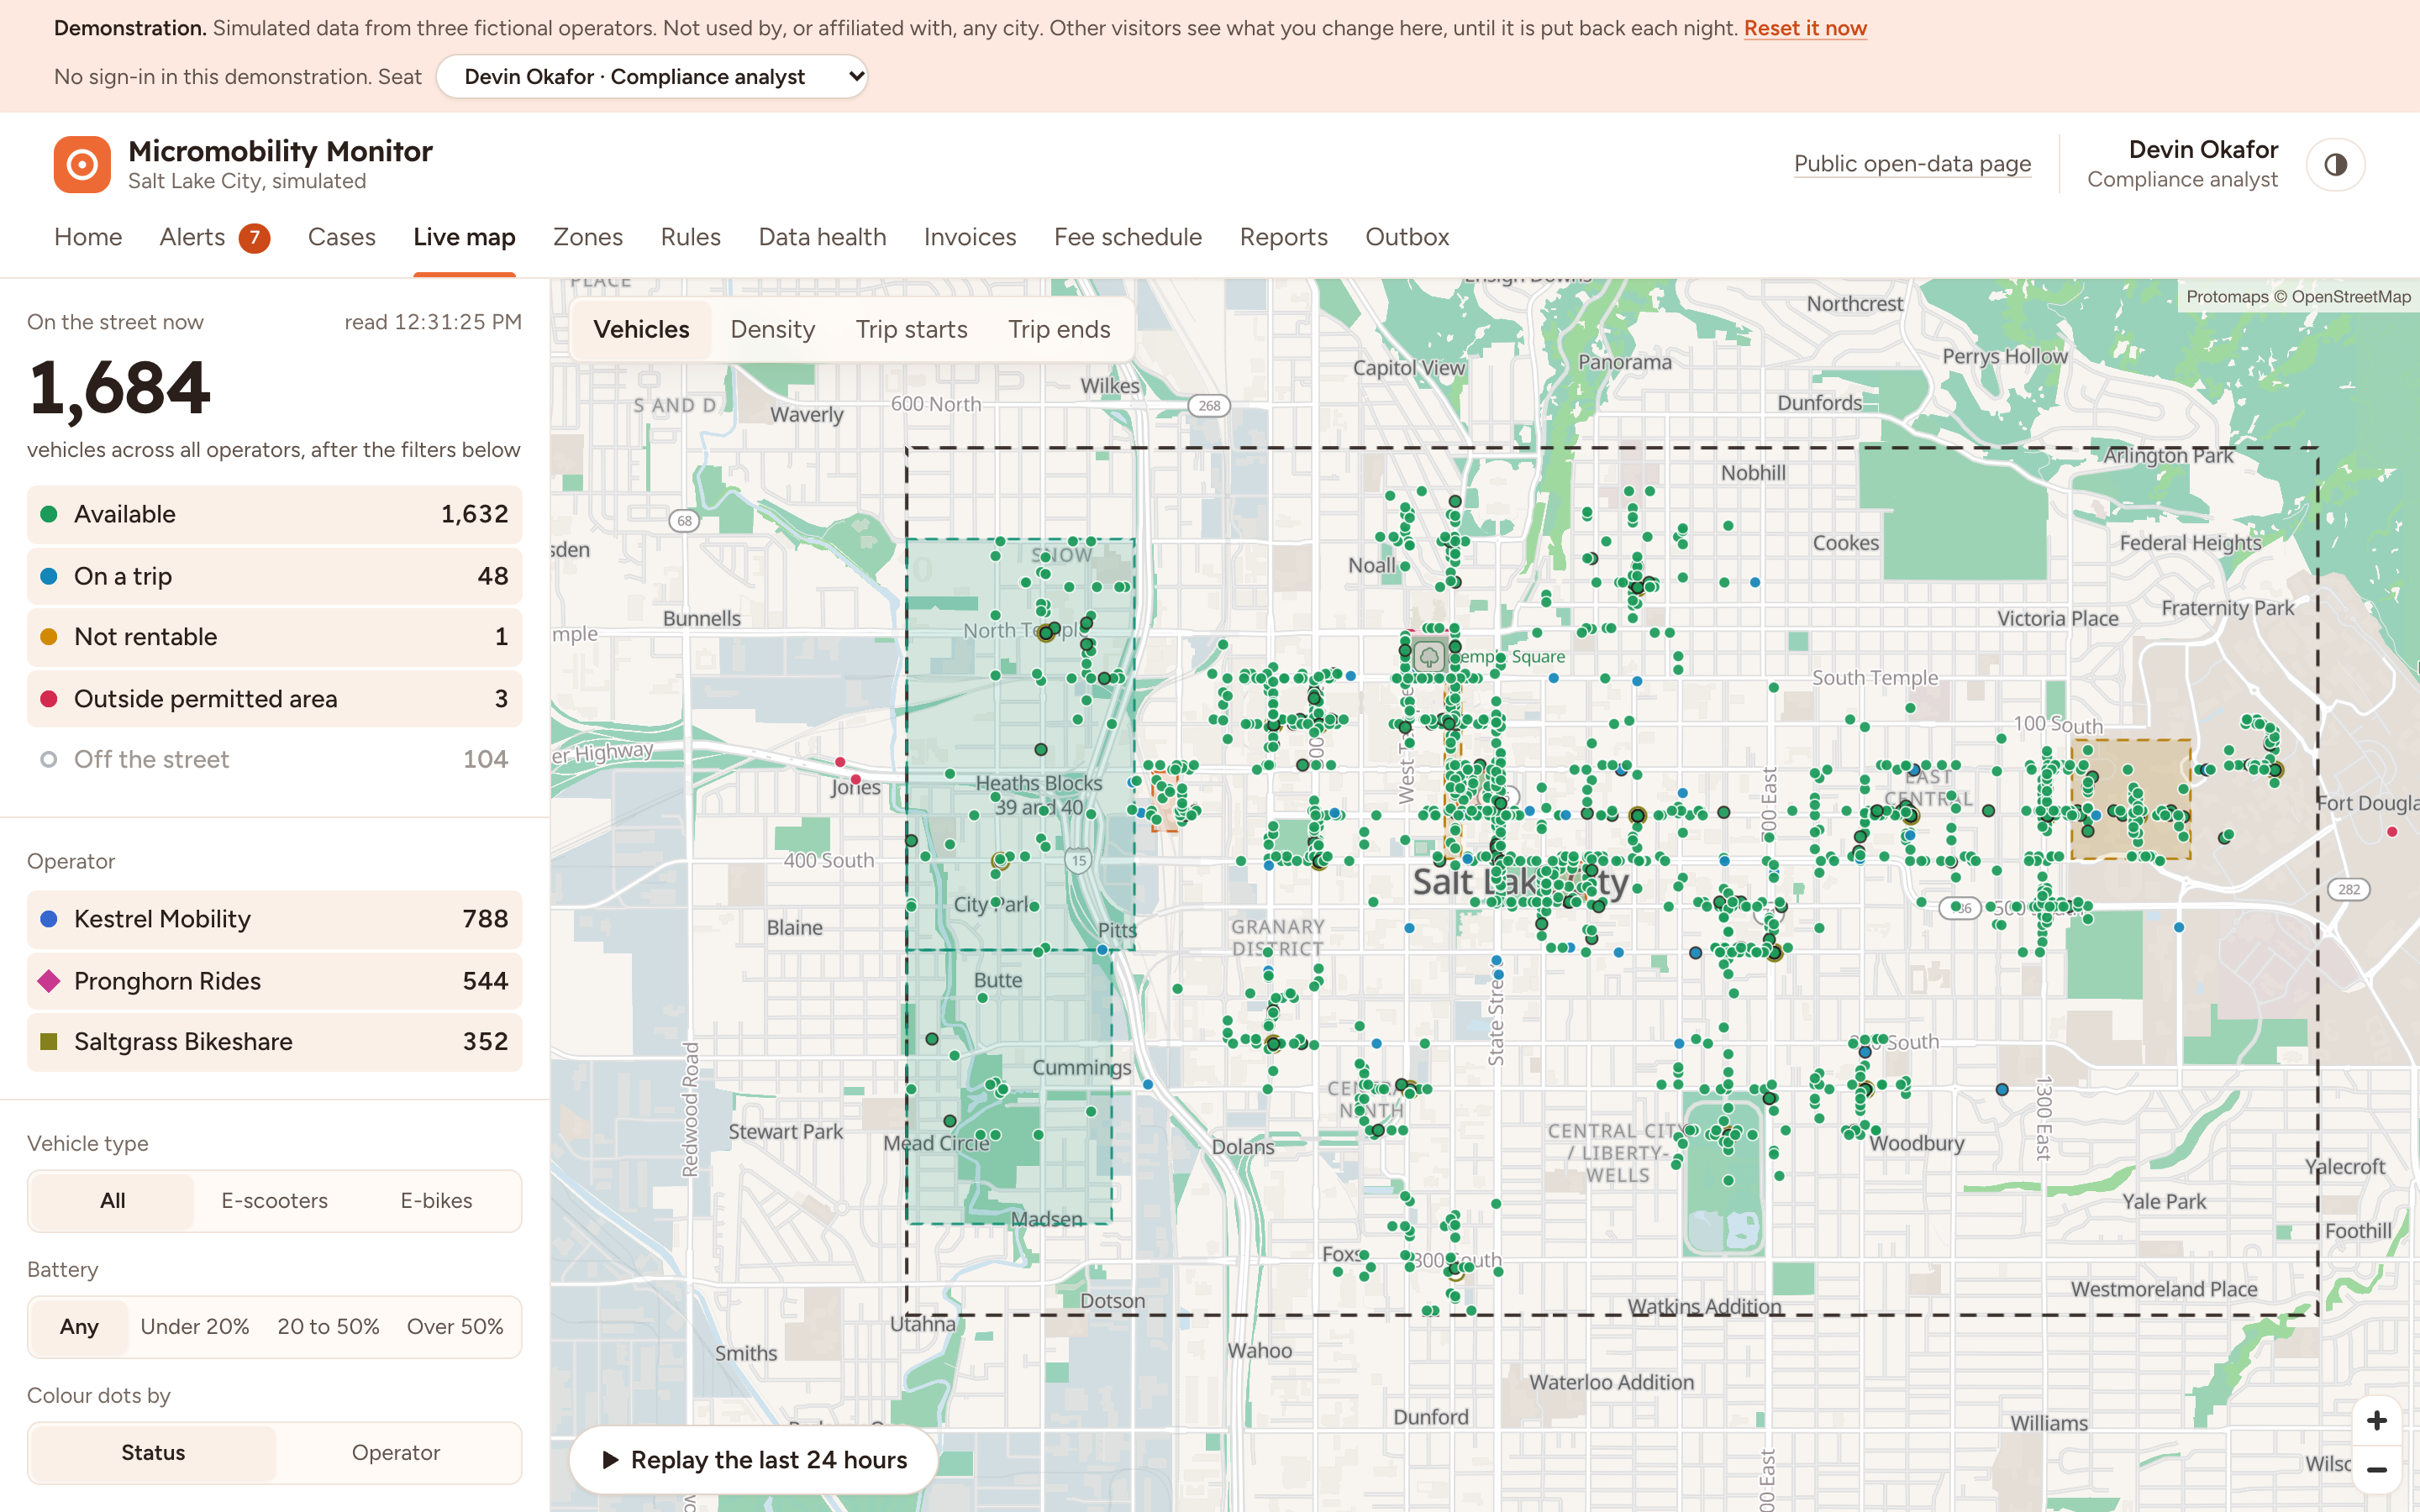 Demonstration. Simulated data from three fictional operators. Not used by, or affiliated with, any city. Other visitors see what you change here, until it is put back each night. Reset it now
No sign-in in this demonstration. Seat Devin Okafor · Compliance analyst
Micromobility Monitor
Salt Lake City, simulated
Public open-data page
Devin Okafor
Compliance analyst
Home Alerts 7 Cases Live map Zones Rules Data health Invoices Fee schedule Reports Outbox
On the street now read 12:31:25 PM
1,684
vehicles across all operators, after the filters below
Available 1,632
On a trip 48
Not rentable 1
Outside permitted area 3
Off the street 104
Operator
Kestrel Mobility 788
Pronghorn Rides 544
Saltgrass Bikeshare 352
Vehicle type
All E-scooters E-bikes
Battery
Any Under 20% 20 to 50% Over 50%
Colour dots by
Status Operator
Vehicles Density Trip starts Trip ends
Protomaps © OpenStreetMap
PLACE
Northcrest
Perrys Hollow
Panorama
Capitol View
Wilkes
S AND D
Waverly
600 North
268
Dunfords
Arlington Park
Nobhill
68
Cookes
Federal Heights
SNOW
Noall
Bunnells
Fraternity Park
Victoria Place
Square
South Temple
100 South
Jones
Heaths Blocks
39 and 40
EAST
CENTRAL
700 East
400 South
15
Salt Lake City
282
City Park
Blaine
GRANARY
DISTRICT
Pitts
Butte
State Street
Cummings
Redwood Road
1300 East
Stewart Park
Mead Circle
Dolans
CENTRAL CITY
/ LIBERTY-
WELLS
Woodbury
Yalecroft
Yale Park
Madsen
Foothill
Westmoreland Place
Dotson
Watkins Addition
Utahna
Smiths
Wahoo
Waterloo Addition
Dunford
Williams
Replay the last 24 hours
+
−